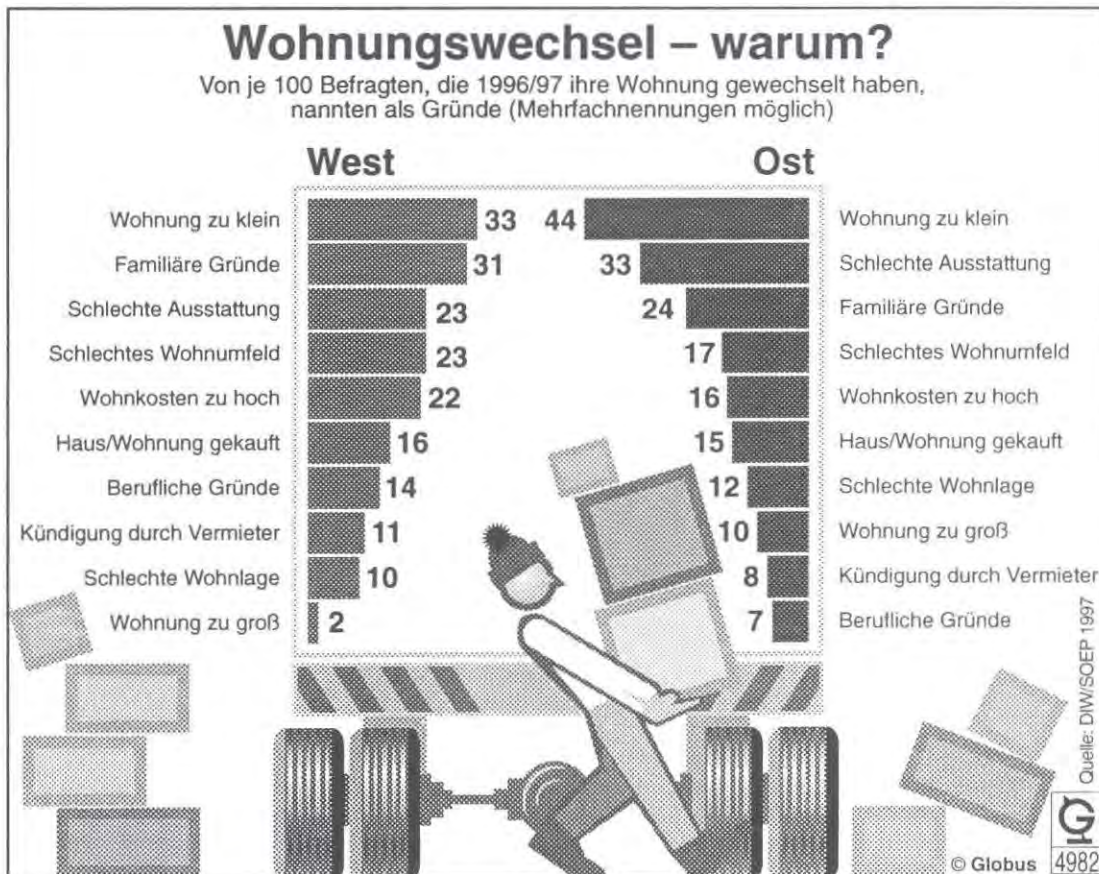 Wohnungswechsel – warum?
Von je 100 Befragten, die 1996/97 ihre Wohnung gewechselt haben,
nannten als Gründe (Mehrfachnennungen möglich)
West
Wohnung zu klein 33
Familiäre Gründe 31
Schlechte Ausstattung 23
Schlechtes Wohnumfeld 23
Wohnkosten zu hoch 22
Haus/Wohnung gekauft 16
Berufliche Gründe 14
Kündigung durch Vermieter 11
Schlechte Wohnlage 10
Wohnung zu groß 2
Ost
44 Wohnung zu klein
33 Schlechte Ausstattung
24 Familiäre Gründe
17 Schlechtes Wohnumfeld
16 Wohnkosten zu hoch
15 Haus/Wohnung gekauft
12 Schlechte Wohnlage
10 Wohnung zu groß
8 Kündigung durch Vermieter
7 Berufliche Gründe
Quelle: DIW/SOEP 1997
© Globus
G
4982